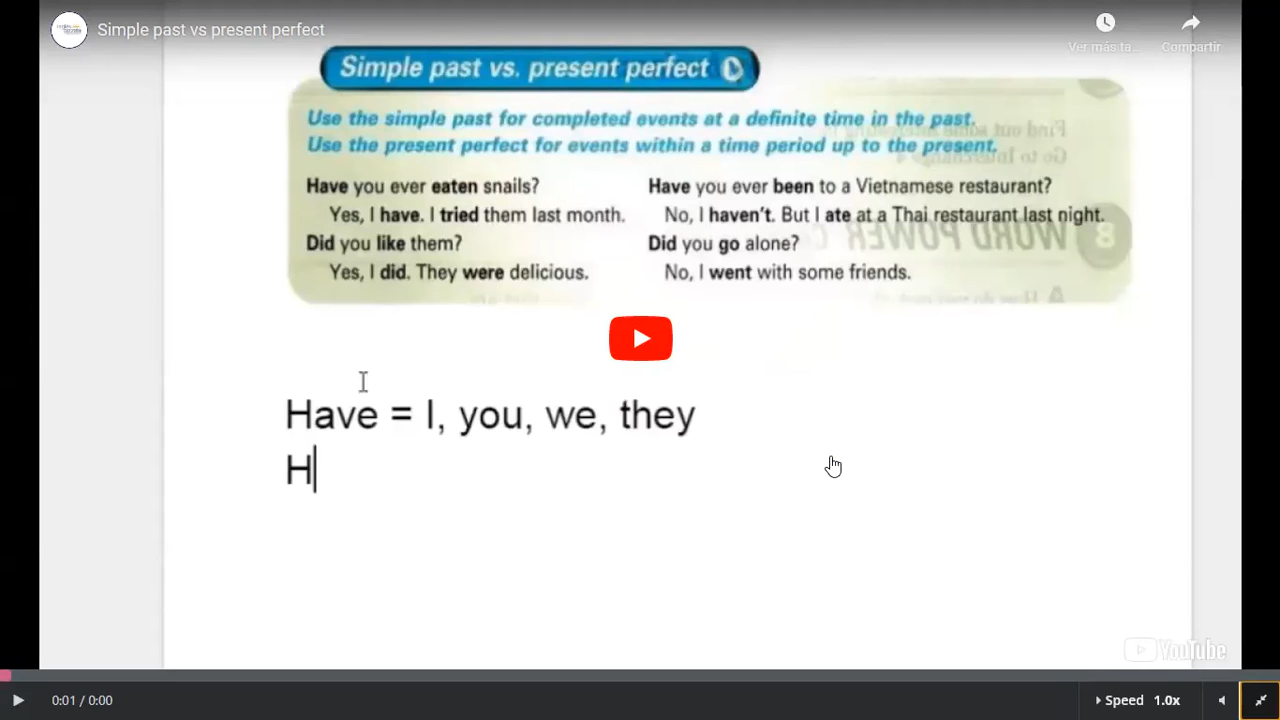 Simple past vs present perfect
Ver más ta...
Compartir
Simple past vs. present perfect
Use the simple past for completed events at a definite time in the past.
Use the present perfect for events within a time period up to the present.
Have you ever eaten snails?
Yes, I have. I tried them last month.
Did you like them?
Yes, I did. They were delicious.
Have you ever been to a Vietnamese restaurant?
No, I haven't. But I ate at a Thai restaurant last night.
Did you go alone?
No, I went with some friends.
WORD POWER
8
Have = I, you, we, they
H
YouTube
0:01 / 0:00
Speed 1.0x